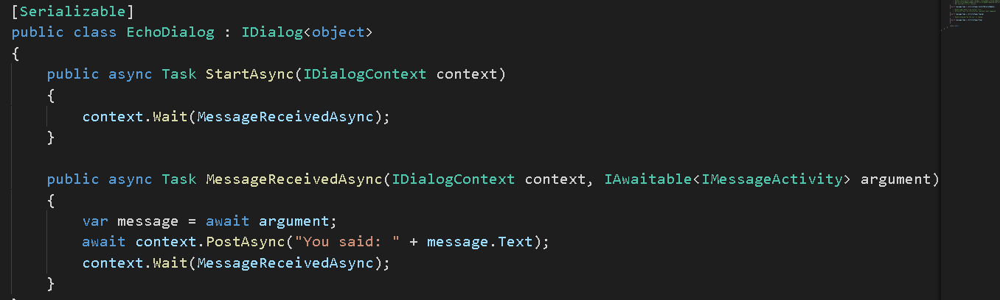 [Serializable]
public class EchoDialog : IDialog<object>
{
    public async Task StartAsync(IDialogContext context)
    {
        context.Wait(MessageReceivedAsync);
    }

    public async Task MessageReceivedAsync(IDialogContext context, IAwaitable<IMessageActivity> argument)
    {
        var message = await argument;
        await context.PostAsync("You said: " + message.Text);
        context.Wait(MessageReceivedAsync);
    }